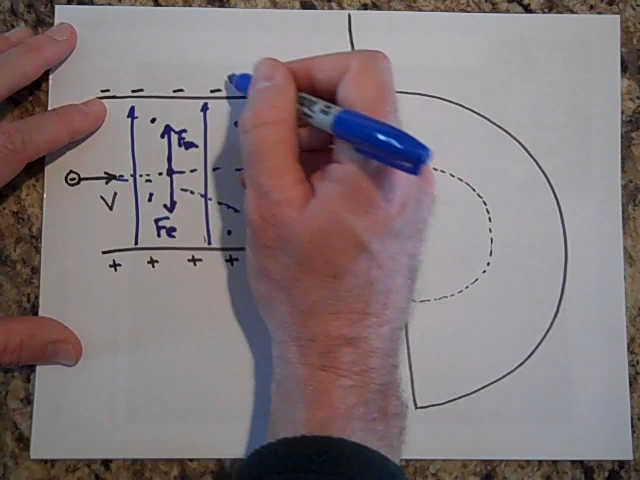 - - - -
Fm
⊖
V
Fe
+ + + +